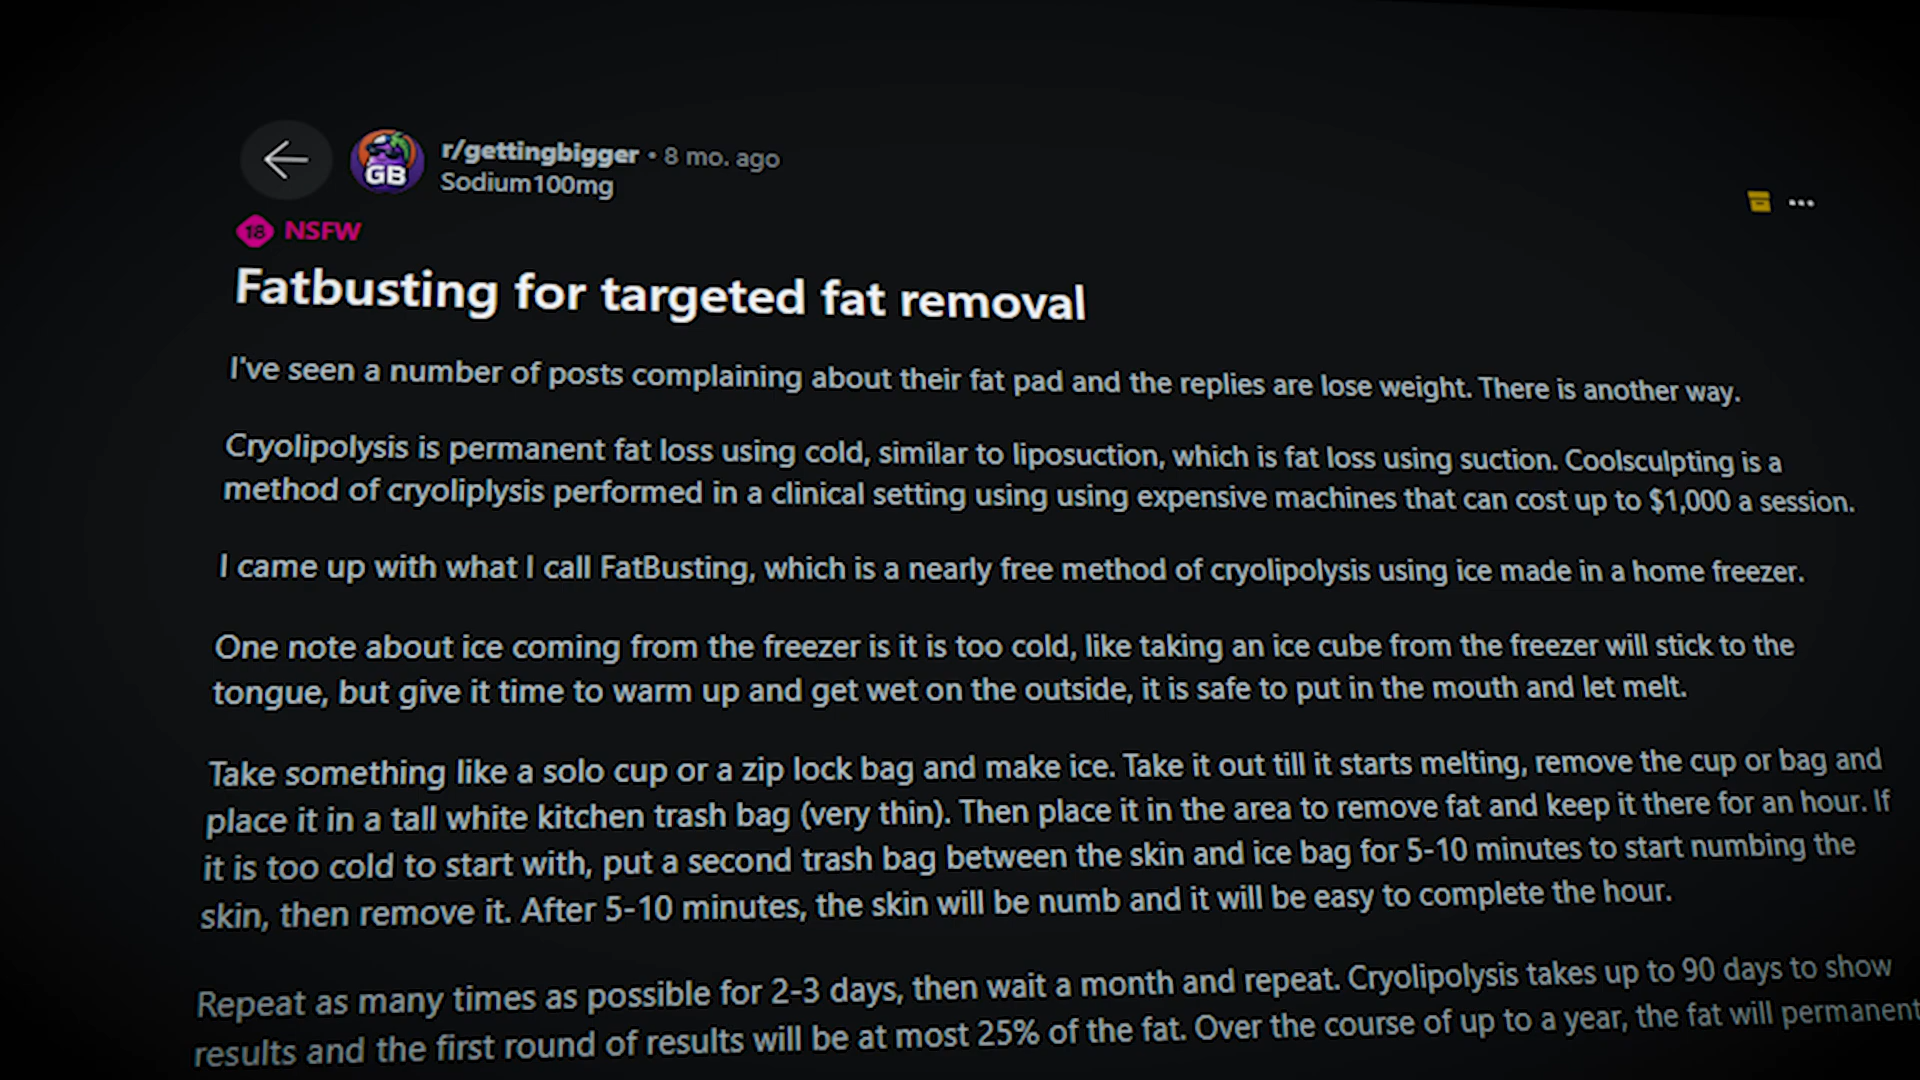 r/gettingbigger • 8 mo. ago
Sodium100mg
GB
18 NSFW
Fatbusting for targeted fat removal
I've seen a number of posts complaining about their fat pad and the replies are lose weight. There is another way.
Cryolipolysis is permanent fat loss using cold, similar to liposuction, which is fat loss using suction. Coolsculpting is a
method of cryoliplysis performed in a clinical setting using using expensive machines that can cost up to $1,000 a session.
I came up with what I call FatBusting, which is a nearly free method of cryolipolysis using ice made in a home freezer.
One note about ice coming from the freezer is it is too cold, like taking an ice cube from the freezer will stick to the
tongue, but give it time to warm up and get wet on the outside, it is safe to put in the mouth and let melt.
Take something like a solo cup or a zip lock bag and make ice. Take it out till it starts melting, remove the cup or bag and
place it in a tall white kitchen trash bag (very thin). Then place it in the area to remove fat and keep it there for an hour. If
it is too cold to start with, put a second trash bag between the skin and ice bag for 5-10 minutes to start numbing the
skin, then remove it. After 5-10 minutes, the skin will be numb and it will be easy to complete the hour.
Repeat as many times as possible for 2-3 days, then wait a month and repeat. Cryolipolysis takes up to 90 days to show
results and the first round of results will be at most 25% of the fat. Over the course of up to a year, the fat will permanent